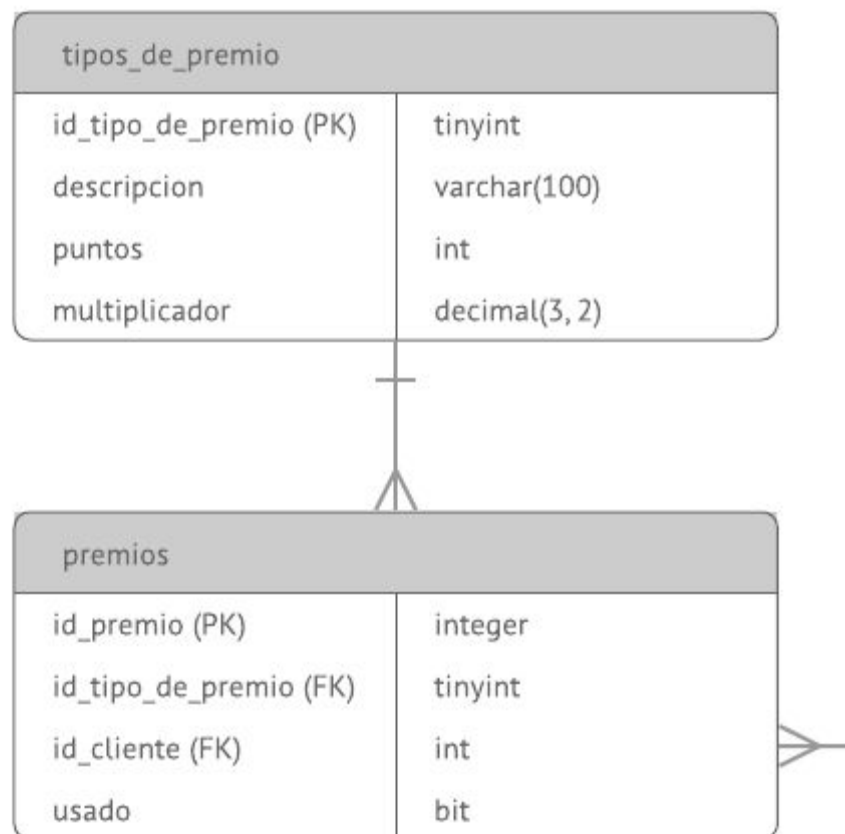 tipos_de_premio
id_tipo_de_premio (PK) tinyint
descripcion varchar(100)
puntos int
multiplicador decimal(3, 2)
premios
id_premio (PK) integer
id_tipo_de_premio (FK) tinyint
id_cliente (FK) int
usado bit